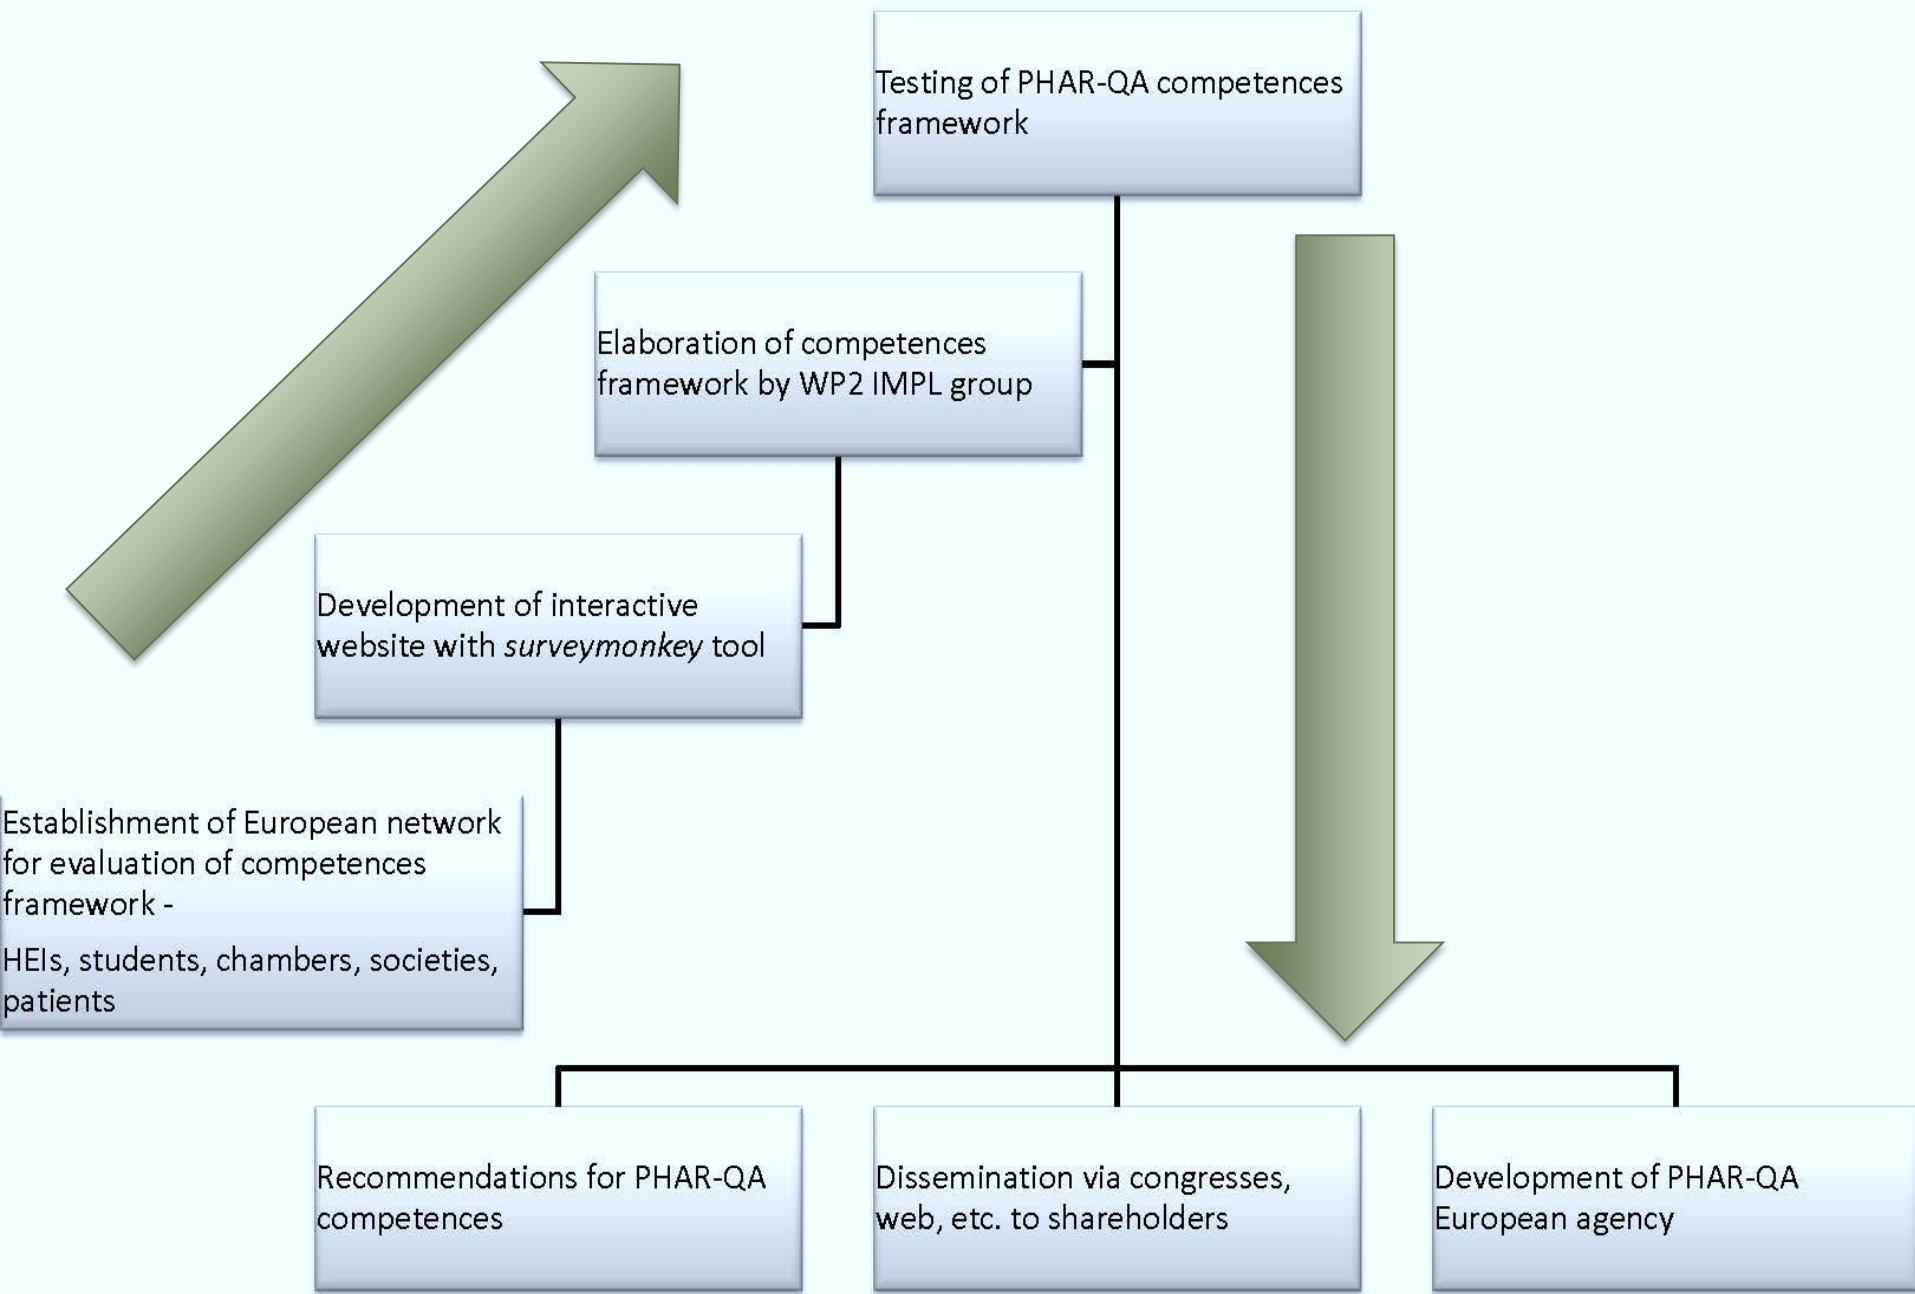 Testing of PHAR-QA competences
framework
Elaboration of competences
framework by WP2 IMPL group
Development of interactive
website with surveymonkey tool
Establishment of European network
for evaluation of competences
framework -
HEIs, students, chambers, societies,
patients
Recommendations for PHAR-QA
competences
Dissemination via congresses,
web, etc. to shareholders
Development of PHAR-QA
European agency